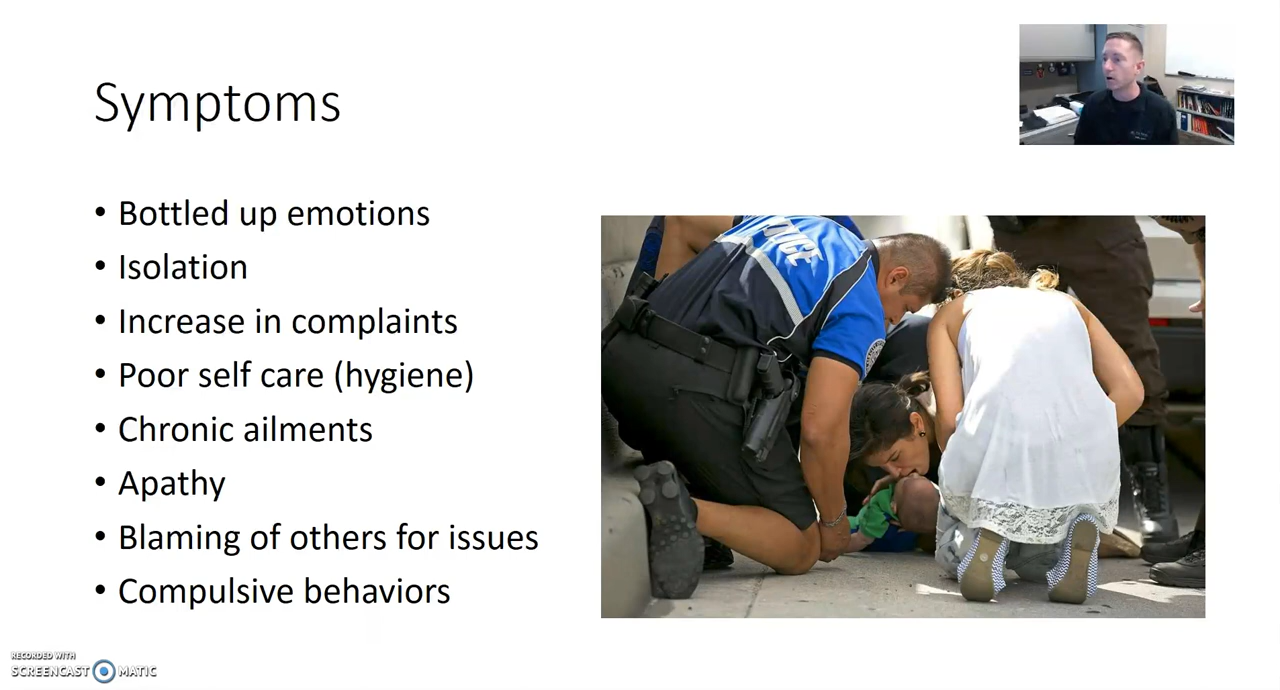 Symptoms
• Bottled up emotions
• Isolation
• Increase in complaints
• Poor self care (hygiene)
• Chronic ailments
• Apathy
• Blaming of others for issues
• Compulsive behaviors
RECORDED WITH
SCREENCAST MATIC